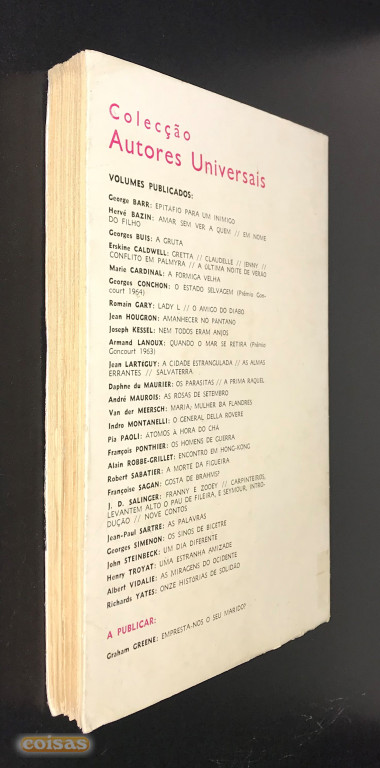 Colecção
Autores Universais
VOLUMES PUBLICADOS:
George BARR: EPITÁFIO PARA UM INIMIGO
Hervé BAZIN: AMAR SEM VER A QUEM // EM NOME
DO FILHO
Georges BUIS: A GRUTA
Erskine CALDWELL: GRETTA // CLAUDELLE // JENNY //
CONFLITO EM PALMYRA // A ÚLTIMA NOITE DE VERÃO
Marie CARDINAL: A FORMIGA VELHA
Georges CONCHON: O ESTADO SELVAGEM (Prémio Gon-
court 1964)
Romain GARY: LADY L // O AMIGO DO DIABO
Jean HOUGRON: AMANHECER NO PANTANO
Joseph KESSEL: NEM TODOS ERAM ANJOS
Armand LANOUX: QUANDO O MAR SE RETIRA (Prémio
Goncourt 1963)
Jean LARTÉGUY: A CIDADE ESTRANGULADA // AS ALMAS
ERRANTES // SALVATERRA
Daphne du MAURIER: OS PARASITAS // A PRIMA RAQUEL
André MAUROIS: AS ROSAS DE SETEMBRO
Van der MEERSCH: MARIA, MULHER DA FLANDRES
Indro MONTANELLI: O GENERAL DELLA ROVERE
Pia PAOLI: ÁTOMOS À HORA DO CHÁ
François PONTHIER: OS HOMENS DE GUERRA
Alain ROBBE-GRILLET: ENCONTRO EM HONG-KONG
Robert SABATIER: A MORTE DA FIGUEIRA
Françoise SAGAN: GOSTA DE BRAHMS?
J. D. SALINGER: FRANNY E ZOOEY // CARPINTEIROS,
LEVANTEM ALTO O PAU DE FILEIRA, E SEYMOUR, INTRO-
DUÇÃO // NOVE CONTOS
Jean-Paul SARTRE: AS PALAVRAS
Georges SIMENON: OS SINOS DE BICÊTRE
John STEINBECK: UM DIA DIFERENTE
Henry TROYAT: UMA ESTRANHA AMIZADE
Albert VIDALIE: AS MIRAGENS DO OCIDENTE
Richards YATES: ONZE HISTÓRIAS DE SOLIDÃO
A PUBLICAR:
Graham GREENE: EMPRESTA-NOS O SEU MARIDO?
coisas